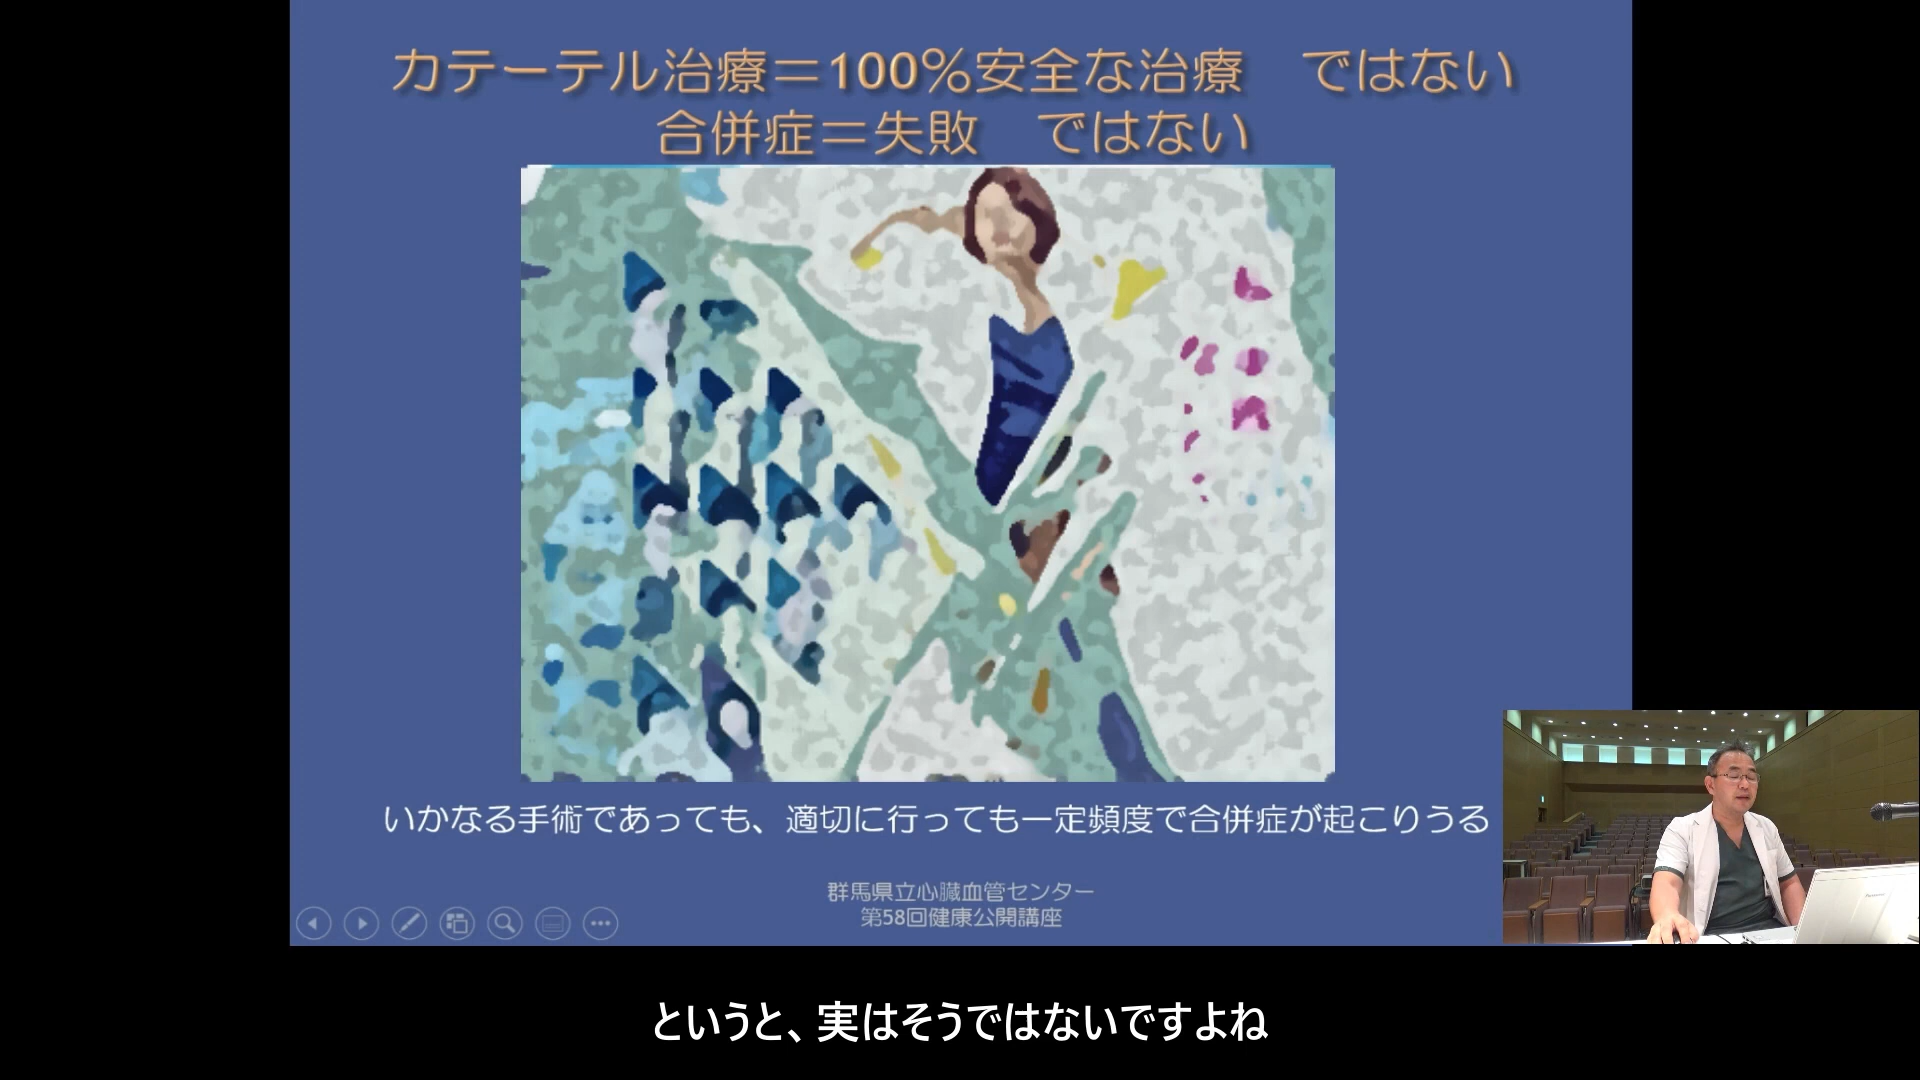 カテーテル治療＝100％安全な治療　ではない
合併症＝失敗　ではない
いかなる手術であっても、適切に行っても一定頻度で合併症が起こりうる
群馬県立心臓血管センター
第58回健康公開講座
というと、実はそうではないですよね